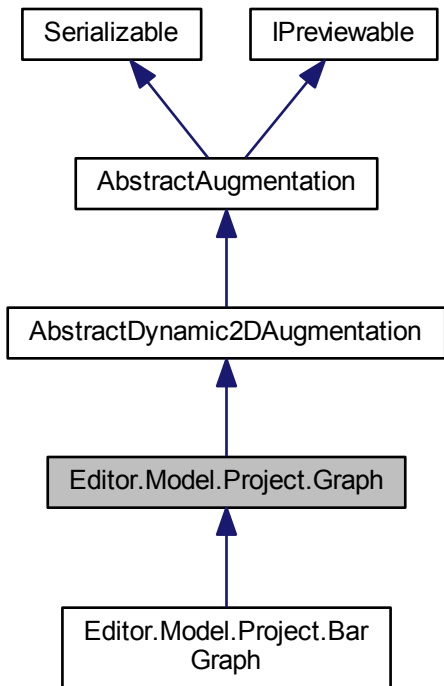 Serializable
IPreviewable
AbstractAugmentation
AbstractDynamic2DAugmentation
Editor.Model.Project.Graph
Editor.Model.Project.Bar
Graph